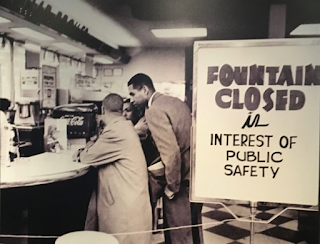 FOUNTAIN
CLOSED
in
INTEREST OF
PUBLIC
SAFETY
Coca-Cola